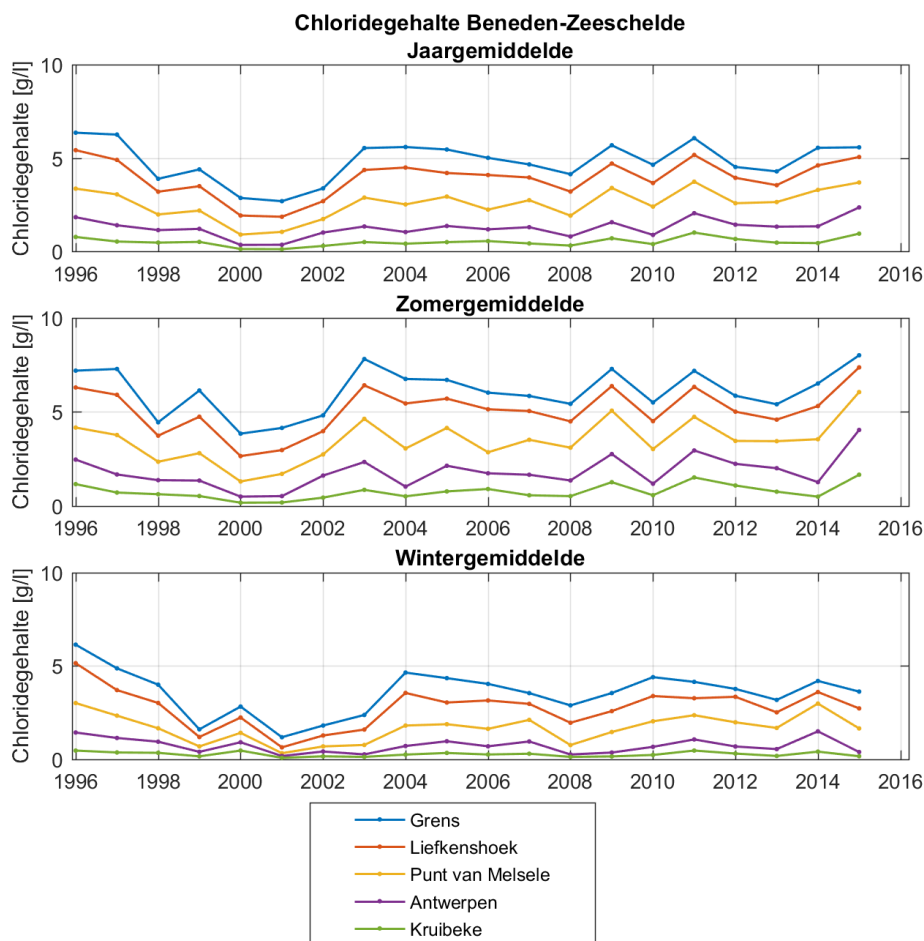 Chloridegehalte Beneden-Zeeschelde
Jaargemiddelde
Chloridegehalte [g/l]
10
5
0
1996 1998 2000 2002 2004 2006 2008 2010 2012 2014 2016
Zomergemiddelde
Chloridegehalte [g/l]
10
5
0
1996 1998 2000 2002 2004 2006 2008 2010 2012 2014 2016
Wintergemiddelde
Chloridegehalte [g/l]
10
5
0
1996 1998 2000 2002 2004 2006 2008 2010 2012 2014 2016
Grens
Liefkenshoek
Punt van Melsele
Antwerpen
Kruibeke